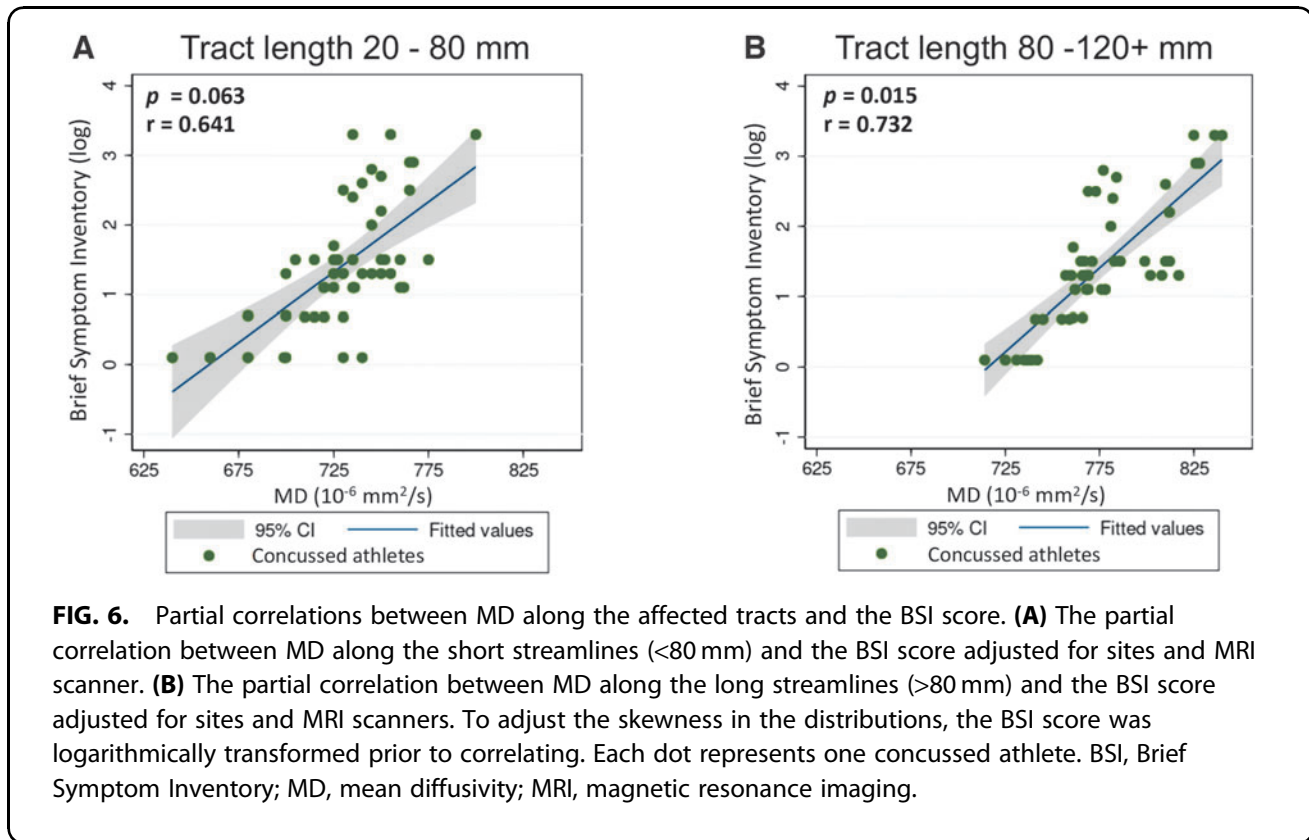 A Tract length 20 - 80 mm
p = 0.063
r = 0.641
Brief Symptom Inventory (log)
4
3
2
1
0
-1
625 675 725 775 825
MD (10⁻⁶ mm²/s)
95% CI Fitted values
Concussed athletes
B Tract length 80 -120+ mm
p = 0.015
r = 0.732
Brief Symptom Inventory (log)
4
3
2
1
0
-1
625 675 725 775 825
MD (10⁻⁶ mm²/s)
95% CI Fitted values
Concussed athletes
FIG. 6. Partial correlations between MD along the affected tracts and the BSI score. (A) The partial
correlation between MD along the short streamlines (<80 mm) and the BSI score adjusted for sites and MRI
scanner. (B) The partial correlation between MD along the long streamlines (>80 mm) and the BSI score
adjusted for sites and MRI scanners. To adjust the skewness in the distributions, the BSI score was
logarithmically transformed prior to correlating. Each dot represents one concussed athlete. BSI, Brief
Symptom Inventory; MD, mean diffusivity; MRI, magnetic resonance imaging.